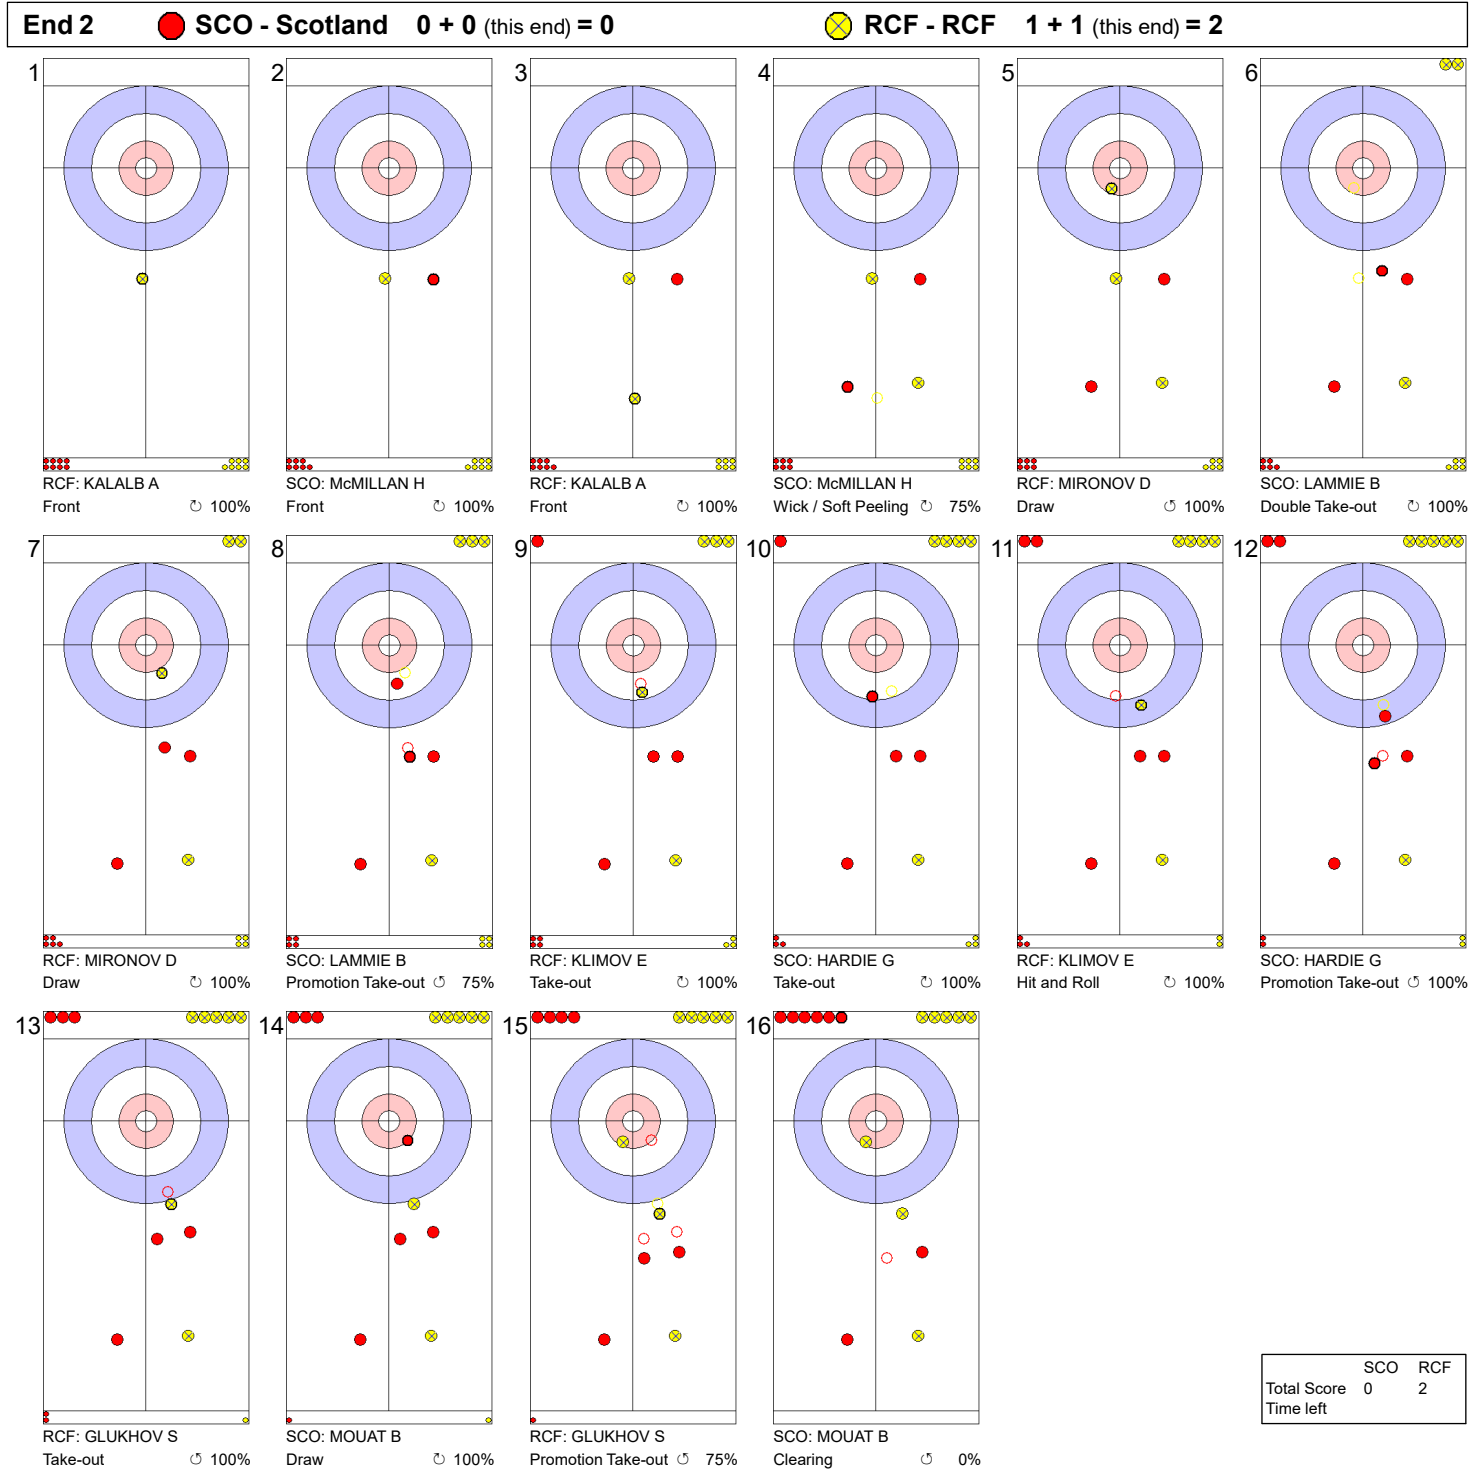 End 2 SCO - Scotland 0 + 0 (this end) = 0 RCF - RCF 1 + 1 (this end) = 2
1 2 3 4 5 6
RCF: KALALB A SCO: McMILLAN H RCF: KALALB A SCO: McMILLAN H RCF: MIRONOV D SCO: LAMMIE B
Front ↻ 100% Front ↻ 100% Front ↻ 100% Wick / Soft Peeling ↻ 75% Draw ↻ 100% Double Take-out ↻ 100%
7 8 9 10 11 12
RCF: MIRONOV D SCO: LAMMIE B RCF: KLIMOV E SCO: HARDIE G RCF: KLIMOV E SCO: HARDIE G
Draw ↻ 100% Promotion Take-out ↺ 75% Take-out ↻ 100% Take-out ↻ 100% Hit and Roll ↻ 100% Promotion Take-out ↺ 100%
13 14 15 16
RCF: GLUKHOV S SCO: MOUAT B RCF: GLUKHOV S SCO: MOUAT B
Take-out ↺ 100% Draw ↻ 100% Promotion Take-out ↺ 75% Clearing ↺ 0%
SCO RCF
Total Score 0 2
Time left